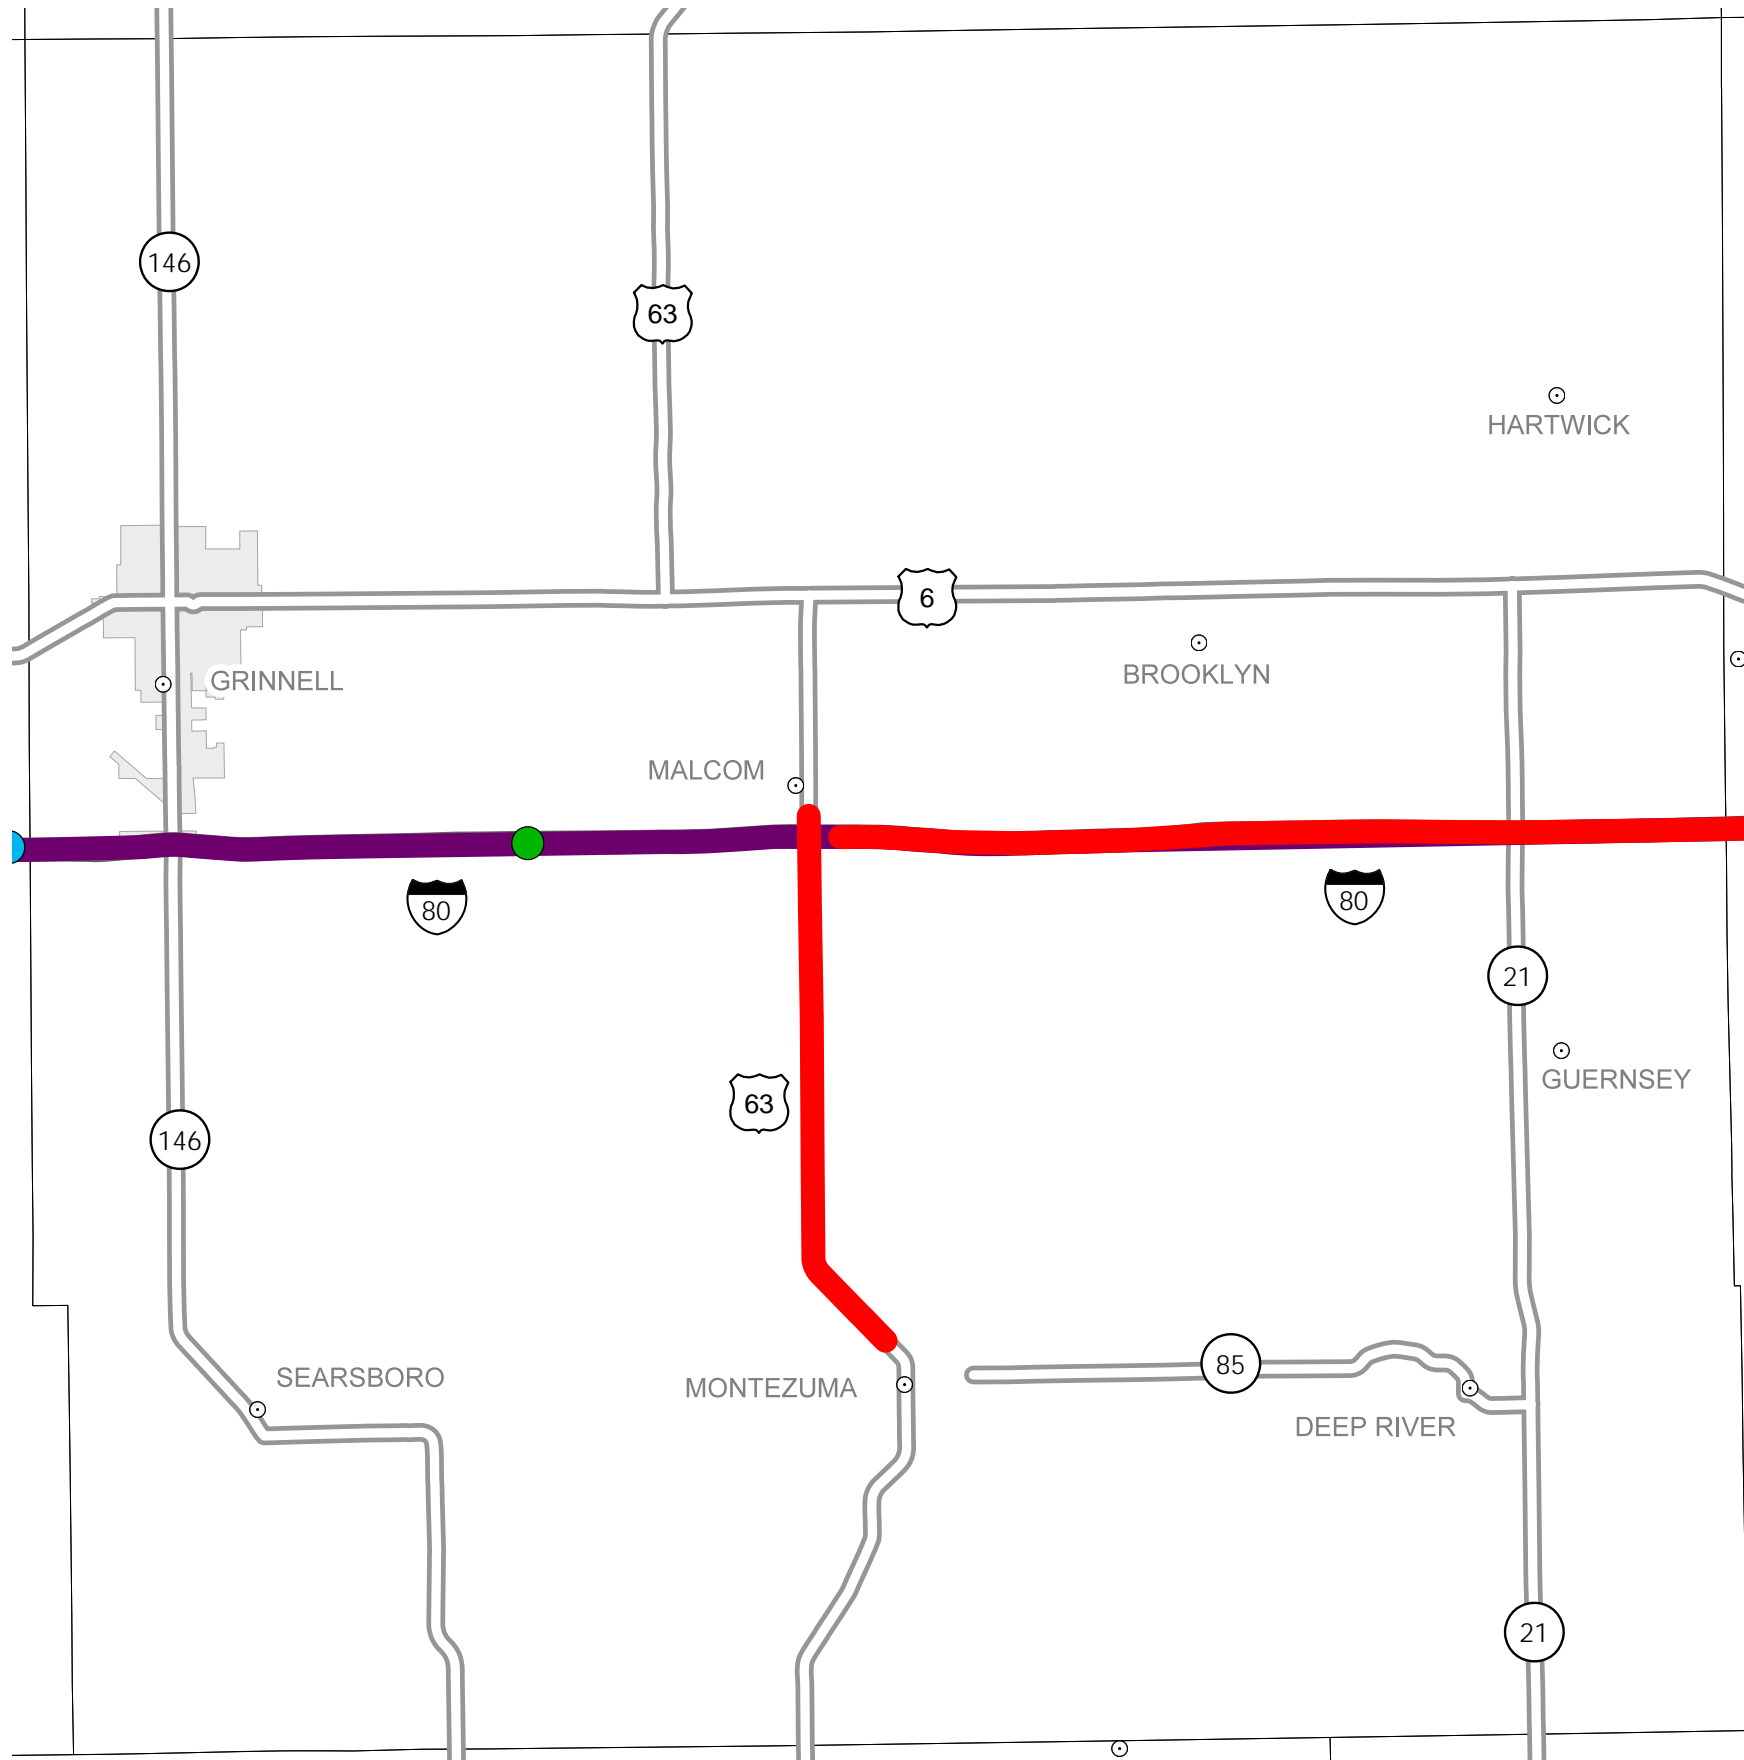 146
63
HARTWICK
6
BROOKLYN
GRINNELL
MALCOM
80
80
21
GUERNSEY
63
146
85
SEARSBORO
MONTEZUMA
DEEP RIVER
21